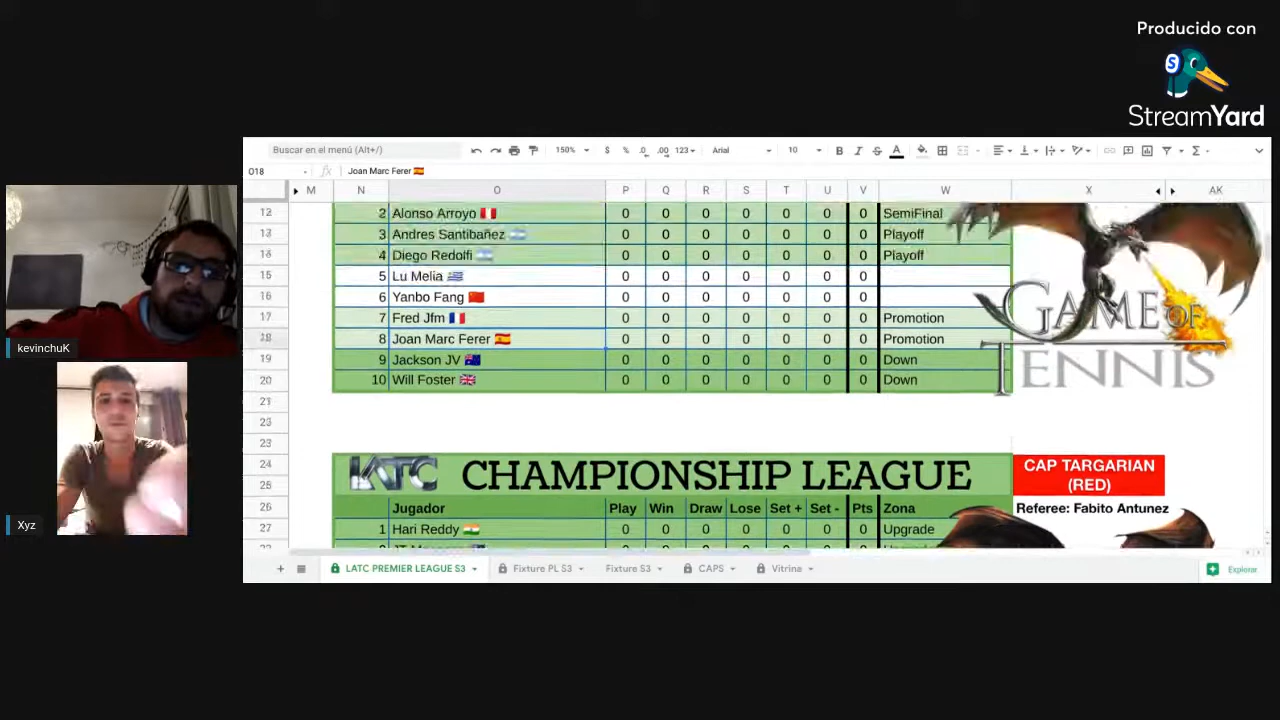 Producido con
StreamYard
Buscar en el menú (Alt+/)
150%
$ % .0 .00 123
Arial
10
B I S A
O18
fx
Joan Marc Ferer 🇪🇸
M N O P Q R S T U V W X AK
12 2 Alonso Arroyo 🇵🇪 0 0 0 0 0 0 0 SemiFinal
13 3 Andres Santibañez 🇦🇷 0 0 0 0 0 0 0 Playoff
14 4 Diego Redolfi 🇦🇷 0 0 0 0 0 0 0 Playoff
15 5 Lu Melia 🇺🇾 0 0 0 0 0 0 0
16 6 Yanbo Fang 🇨🇳 0 0 0 0 0 0 0
17 7 Fred Jfm 🇫🇷 0 0 0 0 0 0 0 Promotion
18 8 Joan Marc Ferer 🇪🇸 0 0 0 0 0 0 0 Promotion
19 9 Jackson JV 🇦🇺 0 0 0 0 0 0 0 Down
20 10 Will Foster 🇬🇧 0 0 0 0 0 0 0 Down
GAME OF
TENNIS
21
22
23
24
25
LATC CHAMPIONSHIP LEAGUE
CAP TARGARIAN
(RED)
26 Jugador Play Win Draw Lose Set + Set - Pts Zona
Referee: Fabito Antunez
27 1 Hari Reddy 🇮🇳 0 0 0 0 0 0 0 Upgrade
LATC PREMIER LEAGUE S3
Fixture PL S3
Fixture S3
CAPS
Vitrina
Explorar
kevinchuK
Xyz